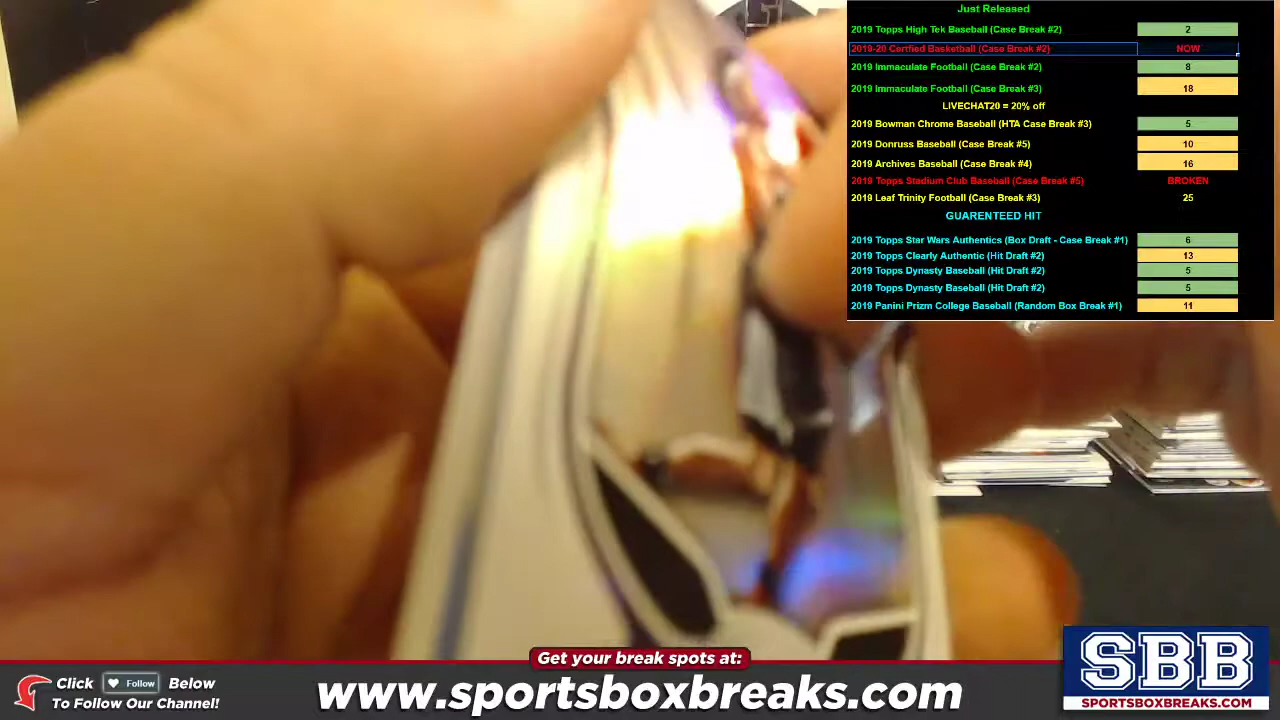 Just Released
2019 Topps High Tek Baseball (Case Break #2) 2
2019-20 Certfied Basketball (Case Break #2) NOW
2019 Immaculate Football (Case Break #2) 8
2019 Immaculate Football (Case Break #3) 18
LIVECHAT20 = 20% off
2019 Bowman Chrome Baseball (HTA Case Break #3) 5
2019 Donruss Baseball (Case Break #5) 10
2019 Archives Baseball (Case Break #4) 16
2019 Topps Stadium Club Baseball (Case Break #5) BROKEN
2019 Leaf Trinity Football (Case Break #3) 25
GUARENTEED HIT
2019 Topps Star Wars Authentics (Box Draft - Case Break #1) 6
2019 Topps Clearly Authentic (Hit Draft #2) 13
2019 Topps Dynasty Baseball (Hit Draft #2) 5
2019 Topps Dynasty Baseball (Hit Draft #2) 5
2019 Panini Prizm College Baseball (Random Box Break #1) 11
Get your break spots at:
Click Follow Below
To Follow Our Channel!
www.sportsboxbreaks.com
SBB
SPORTSBOXBREAKS.COM